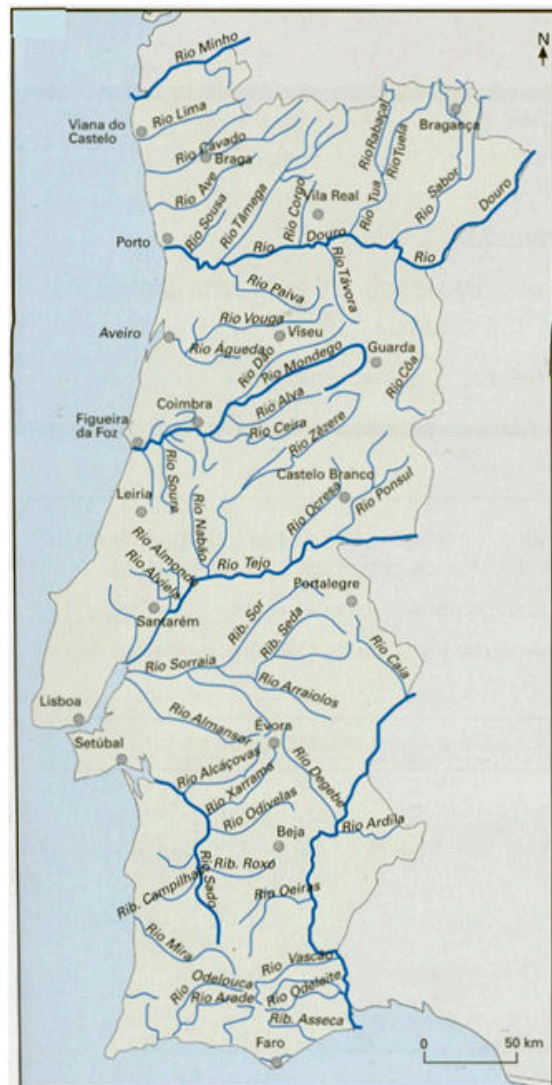 N
Rio Minho
Rio Lima
Viana do
Castelo
Rio Cávado
Braga
Rio Ave
Rio Sousa
Rio Tâmega
Rio Corgo
Vila Real
Rio Tua
Rio Rabaçal
Rio Tuela
Bragança
Rio Sabor
Douro
Porto
Rio
Douro
Rio
Rio Paiva
Rio Távora
Aveiro
Rio Vouga
Viseu
Rio Águeda
Rio Dão
Rio Mondego
Guarda
Rio Côa
Coimbra
Rio Alva
Rio Ceira
Rio Zêzere
Figueira
da Foz
Rio Soure
Rio Nabão
Castelo Branco
Rio Ocresa
Rio Ponsul
Leiria
Rio Almonda
Rio Alviela
Rio Tejo
Santarém
Portalegre
Rib. Sor
Rib. Seda
Rio Caia
Rio Sorraia
Rio Arraiolos
Lisboa
Rio Almansor
Évora
Setúbal
Rio Alcáçovas
Rio Xarrama
Rio Degebe
Rio Odivelas
Beja
Rio Ardila
Rib. Roxo
Rib. Campilhas
Rio Sado
Rio Oeiras
Rio Mira
Rio Vascão
Odelouca
Rio
Rio Odeleite
Rio Arade
Rib. Asseca
Faro
0 50 km